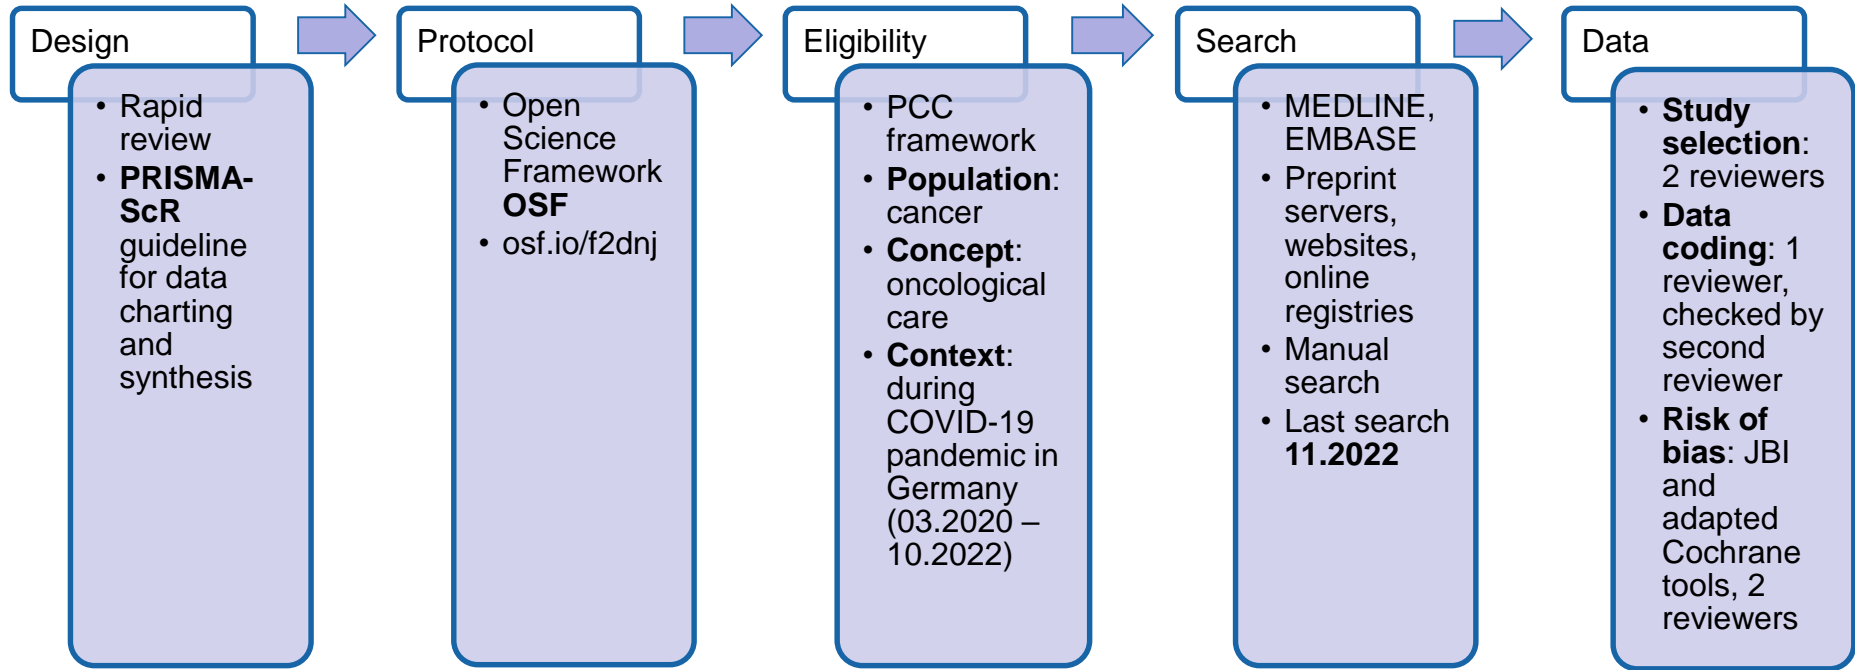 Design
• Rapid
review
• PRISMA-
ScR
guideline
for data
charting
and
synthesis
Protocol
• Open
Science
Framework
OSF
• osf.io/f2dnj
Eligibility
• PCC
framework
• Population:
cancer
• Concept:
oncological
care
• Context:
during
COVID-19
pandemic in
Germany
(03.2020 –
10.2022)
Search
• MEDLINE,
EMBASE
• Preprint
servers,
websites,
online
registries
• Manual
search
• Last search
11.2022
Data
• Study
selection:
2 reviewers
• Data
coding: 1
reviewer,
checked by
second
reviewer
• Risk of
bias: JBI
and
adapted
Cochrane
tools, 2
reviewers